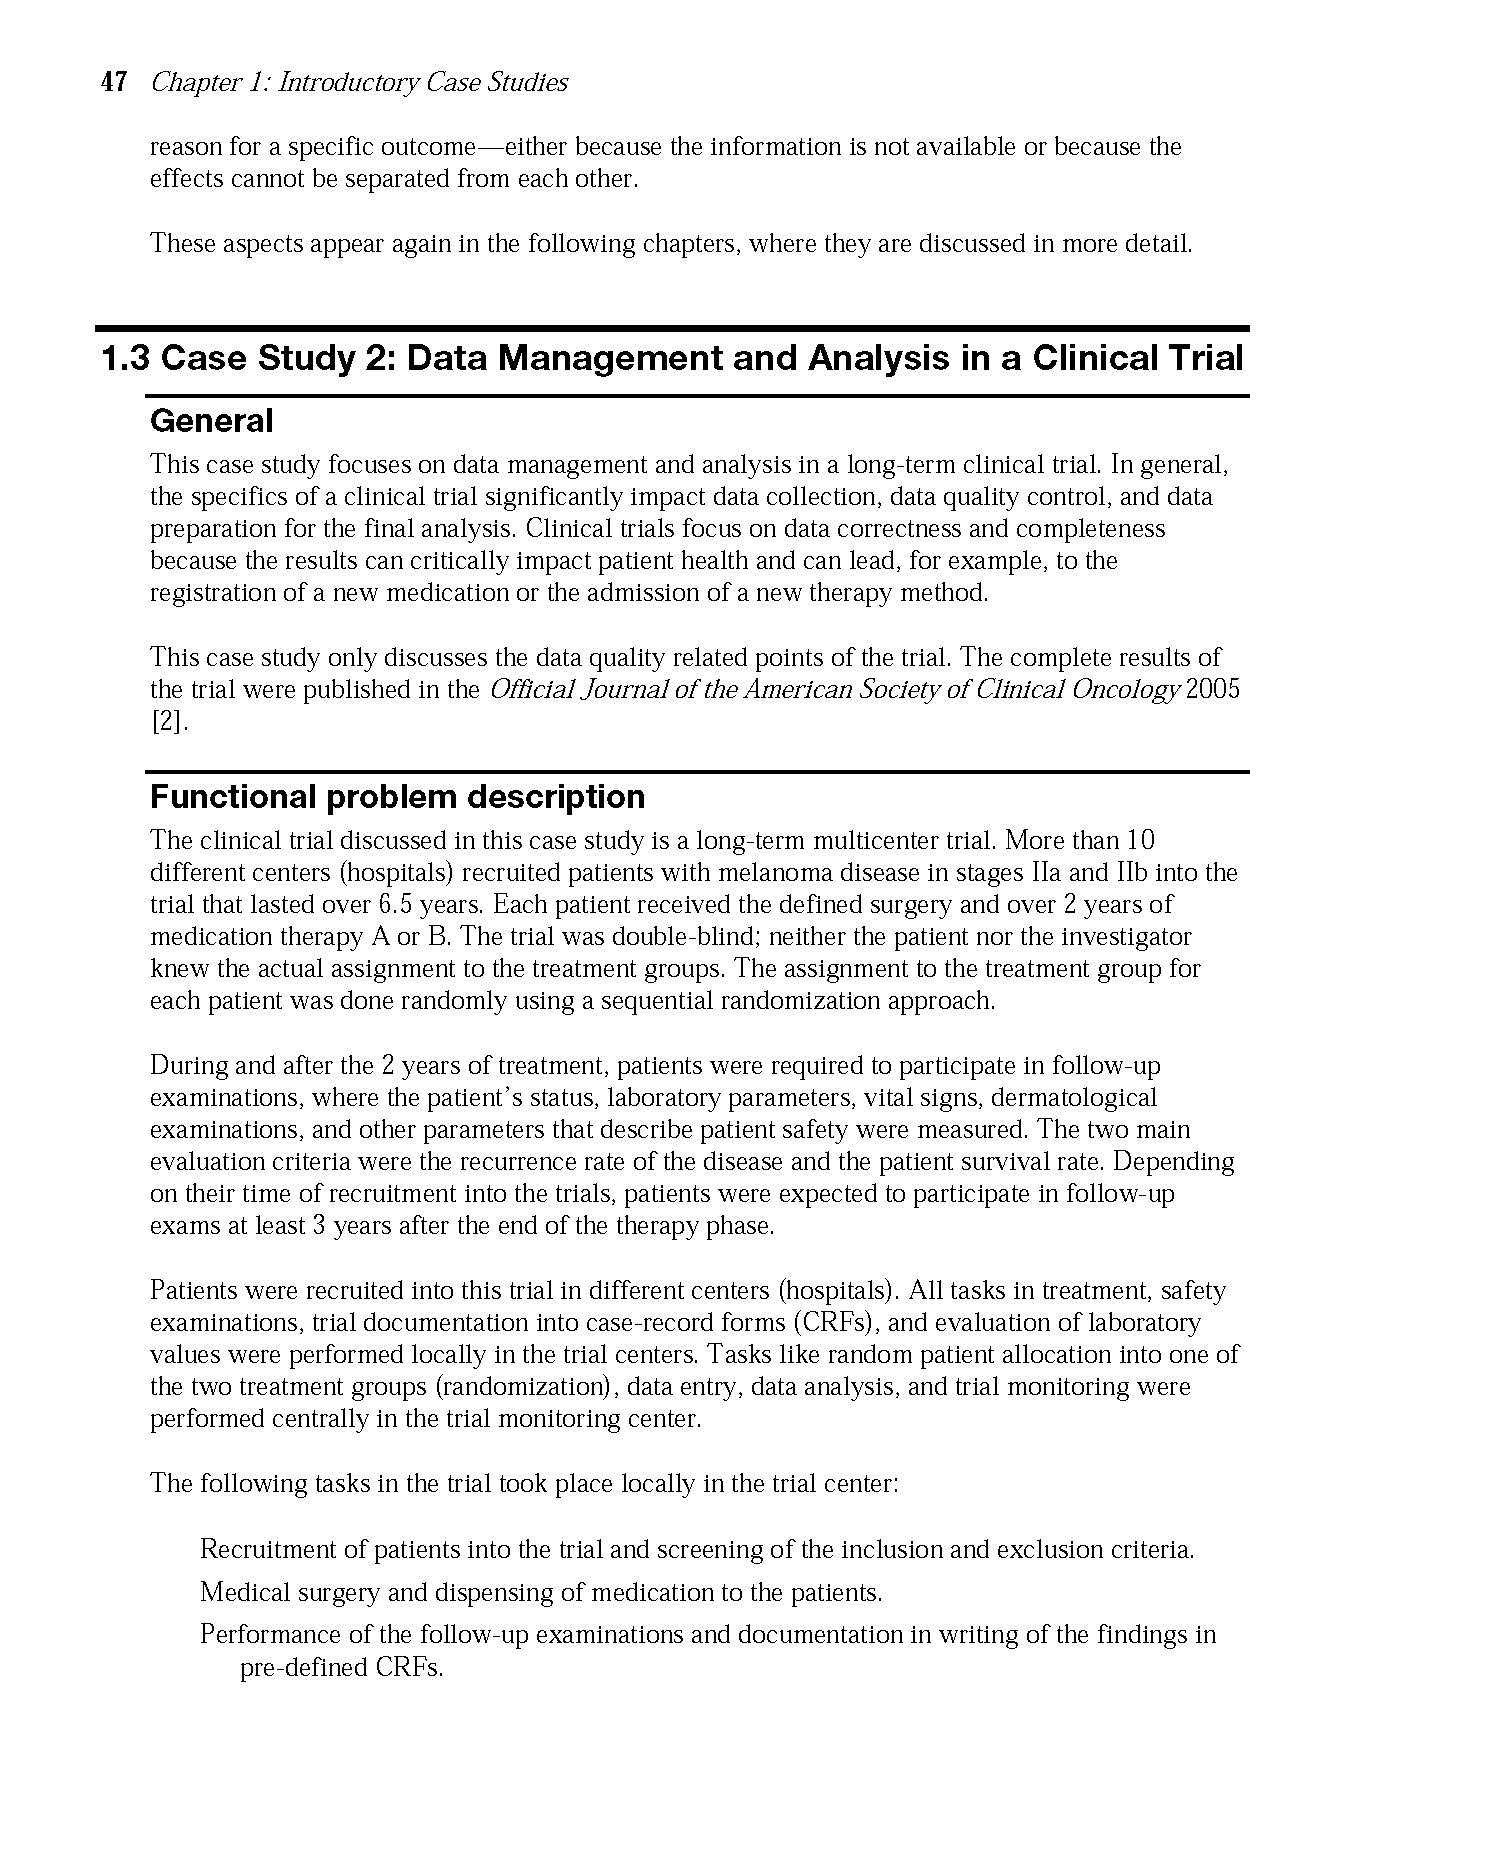 47 Chapter 1: Introductory Case Studies
reason for a specific outcome—either because the information is not available or because the
effects cannot be separated from each other.
These aspects appear again in the following chapters, where they are discussed in more detail.
1.3 Case Study 2: Data Management and Analysis in a Clinical Trial
General
This case study focuses on data management and analysis in a long-term clinical trial. In general,
the specifics of a clinical trial significantly impact data collection, data quality control, and data
preparation for the final analysis. Clinical trials focus on data correctness and completeness
because the results can critically impact patient health and can lead, for example, to the
registration of a new medication or the admission of a new therapy method.
This case study only discusses the data quality related points of the trial. The complete results of
the trial were published in the Official Journal of the American Society of Clinical Oncology 2005
[2].
Functional problem description
The clinical trial discussed in this case study is a long-term multicenter trial. More than 10
different centers (hospitals) recruited patients with melanoma disease in stages IIa and IIb into the
trial that lasted over 6.5 years. Each patient received the defined surgery and over 2 years of
medication therapy A or B. The trial was double-blind; neither the patient nor the investigator
knew the actual assignment to the treatment groups. The assignment to the treatment group for
each patient was done randomly using a sequential randomization approach.
During and after the 2 years of treatment, patients were required to participate in follow-up
examinations, where the patient’s status, laboratory parameters, vital signs, dermatological
examinations, and other parameters that describe patient safety were measured. The two main
evaluation criteria were the recurrence rate of the disease and the patient survival rate. Depending
on their time of recruitment into the trials, patients were expected to participate in follow-up
exams at least 3 years after the end of the therapy phase.
Patients were recruited into this trial in different centers (hospitals). All tasks in treatment, safety
examinations, trial documentation into case-record forms (CRFs), and evaluation of laboratory
values were performed locally in the trial centers. Tasks like random patient allocation into one of
the two treatment groups (randomization), data entry, data analysis, and trial monitoring were
performed centrally in the trial monitoring center.
The following tasks in the trial took place locally in the trial center:
Recruitment of patients into the trial and screening of the inclusion and exclusion criteria.
Medical surgery and dispensing of medication to the patients.
Performance of the follow-up examinations and documentation in writing of the findings in
pre-defined CRFs.